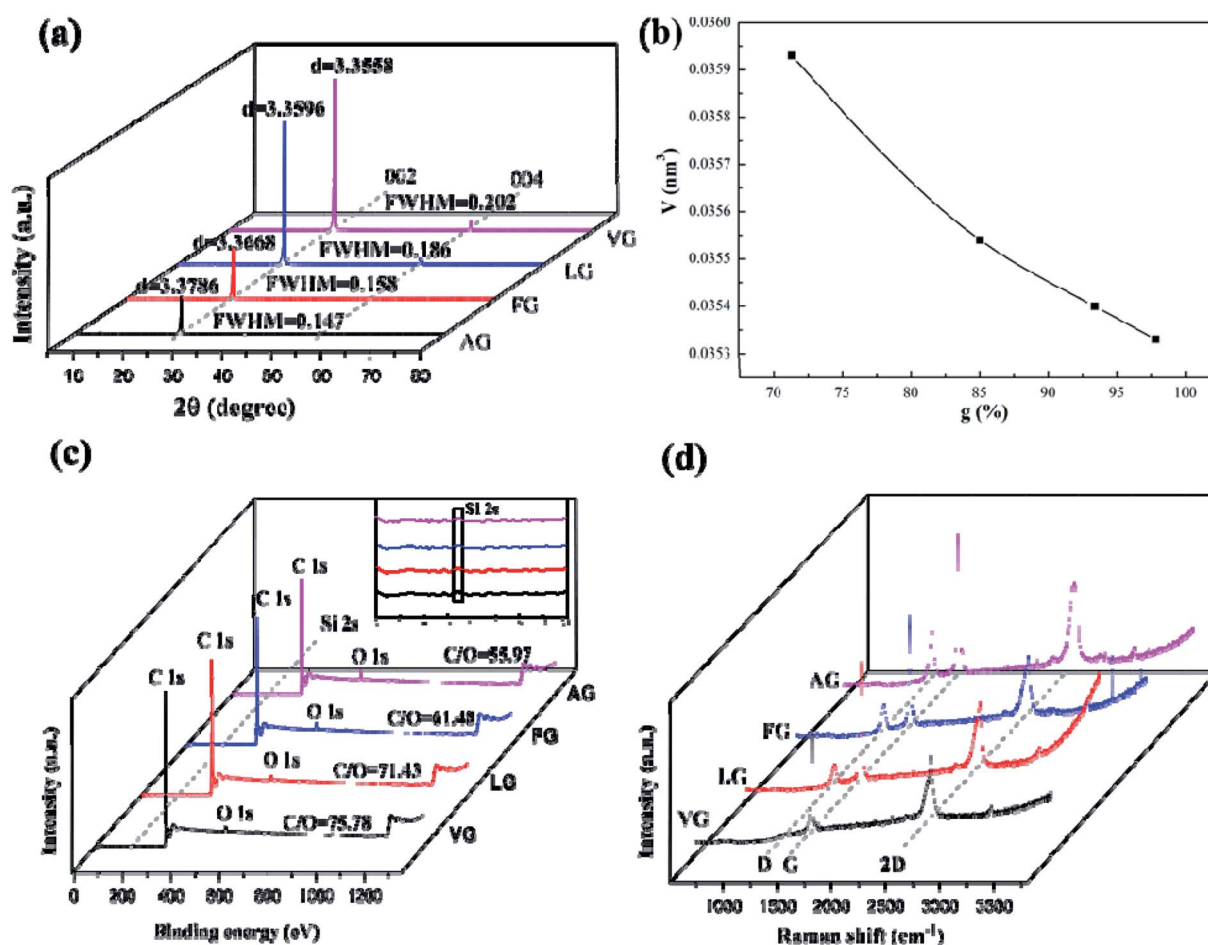 (a)
d=3.3558
d=3.3596
002
004
FWHM=0.202
VG
d=3.3668
FWHM=0.186
LG
d=3.3786
FWHM=0.158
FG
FWHM=0.147
AG
Intensity (a.u.)
10 20 30 40 50 60 70 80
2θ (degree)
(b)
0.0360
0.0359
0.0358
0.0357
0.0356
0.0355
0.0354
0.0353
V (nm³)
70 75 80 85 90 95 100
g (%)
(c)
Si 2s
C 1s
C 1s
Si 2s
C 1s
O 1s
C/O=55.97
AG
C 1s
O 1s
C/O=61.48
FG
O 1s
C/O=71.43
LG
O 1s
C/O=75.78
VG
Intensity (a.u.)
0 200 400 600 800 1000 1200
Binding energy (eV)
(d)
AG
FG
LG
VG
D G 2D
Intensity (a.u.)
1000 1500 2000 2500 3000 3500
Raman shift (cm⁻¹)